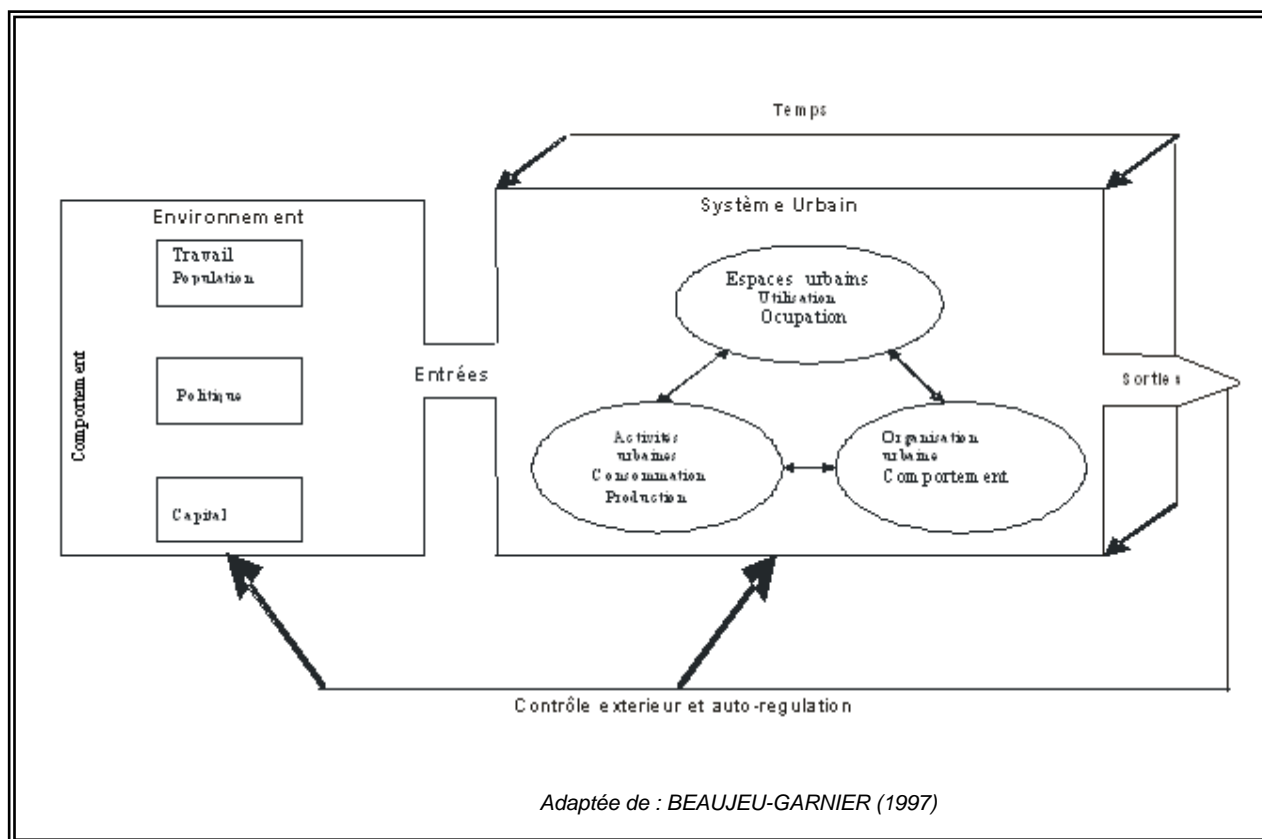 Temps
Environnement
Travail
Population
Politique
Capital
Comportement
Entrées
Système Urbain
Espaces urbains
Utilisation
Ocupation
Activités
urbaines
Consommation
Production
Organisation
urbaine
Comportement
Sorties
Contrôle exterieur et auto-regulation
Adaptée de : BEAUJEU-GARNIER (1997)